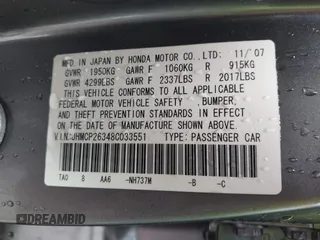 MFD. IN JAPAN BY HONDA MOTOR CO.,LTD. 11/'07
GVWR 1950KG GAWR F 1060KG R 915KG
GVWR 4299LBS GAWR F 2337LBS R 2017LBS
THIS VEHICLE CONFORMS TO ALL APPLICABLE
FEDERAL MOTOR VEHICLE SAFETY, BUMPER,
AND THEFT PREVENTION STANDARDS IN EFFECT ON
THE DATE OF MANUFACTURE SHOWN ABOVE.
V.I.N:JHMCP26348C033551 TYPE: PASSENGER CAR
TA0 8 AA6 -NH737M -B -C
DREAMBID